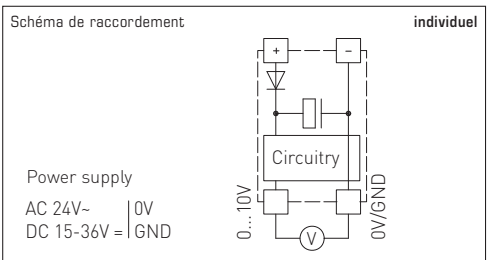 Schéma de raccordement
individuel
+
−
Circuitry
Power supply
AC 24V~ | 0V
DC 15-36V = | GND
0...10V
V
0V/GND